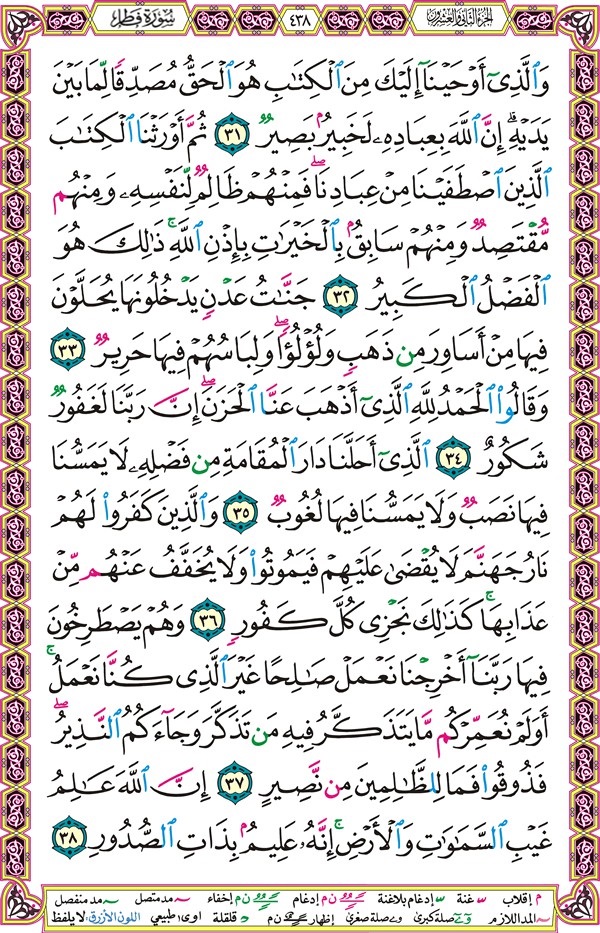 الجزء الثاني والعشرون
٤٣٨
سورة فاطر
وَٱلَّذِىٓ أَوۡحَيۡنَآ إِلَيۡكَ مِنَ ٱلۡكِتَٰبِ هُوَ ٱلۡحَقُّ مُصَدِّقٗا لِّمَا بَيۡنَ
يَدَيۡهِۗ إِنَّ ٱللَّهَ بِعِبَادِهِۦ لَخَبِيرُۢ بَصِيرٞ ٣١ ثُمَّ أَوۡرَثۡنَا ٱلۡكِتَٰبَ
ٱلَّذِينَ ٱصۡطَفَيۡنَا مِنۡ عِبَادِنَاۖ فَمِنۡهُمۡ ظَالِمٞ لِّنَفۡسِهِۦ وَمِنۡهُم
مُّقۡتَصِدٞ وَمِنۡهُمۡ سَابِقُۢ بِٱلۡخَيۡرَٰتِ بِإِذۡنِ ٱللَّهِۚ ذَٰلِكَ هُوَ
ٱلۡفَضۡلُ ٱلۡكَبِيرُ ٣٢ جَنَّٰتُ عَدۡنٖ يَدۡخُلُونَهَا يُحَلَّوۡنَ
فِيهَا مِنۡ أَسَاوِرَ مِن ذَهَبٖ وَلُؤۡلُؤٗاۖ وَلِبَاسُهُمۡ فِيهَا حَرِيرٞ ٣٣
وَقَالُواْ ٱلۡحَمۡدُ لِلَّهِ ٱلَّذِىٓ أَذۡهَبَ عَنَّا ٱلۡحَزَنَۖ إِنَّ رَبَّنَا لَغَفُورٞ
شَكُورٌ ٣٤ ٱلَّذِىٓ أَحَلَّنَا دَارَ ٱلۡمُقَامَةِ مِن فَضۡلِهِۦ لَا يَمَسُّنَا
فِيهَا نَصَبٞ وَلَا يَمَسُّنَا فِيهَا لُغُوبٞ ٣٥ وَٱلَّذِينَ كَفَرُواْ لَهُمۡ
نَارُ جَهَنَّمَ لَا يُقۡضَىٰ عَلَيۡهِمۡ فَيَمُوتُواْ وَلَا يُخَفَّفُ عَنۡهُم مِّنۡ
عَذَابِهَاۚ كَذَٰلِكَ نَجۡزِى كُلَّ كَفُورٖ ٣٦ وَهُمۡ يَصۡطَرِخُونَ
فِيهَا رَبَّنَآ أَخۡرِجۡنَا نَعۡمَلۡ صَٰلِحًا غَيۡرَ ٱلَّذِى كُنَّا نَعۡمَلُۚ
أَوَلَمۡ نُعَمِّرۡكُم مَّا يَتَذَكَّرُ فِيهِ مَن تَذَكَّرَ وَجَآءَكُمُ ٱلنَّذِيرُۖ
فَذُوقُواْ فَمَا لِلظَّٰلِمِينَ مِن نَّصِيرٍ ٣٧ إِنَّ ٱللَّهَ عَٰلِمُ
غَيۡبِ ٱلسَّمَٰوَٰتِ وَٱلۡأَرۡضِۚ إِنَّهُۥ عَلِيمُۢ بِذَاتِ ٱلصُّدُورِ ٣٨
م إقلاب غنة إدغام بلاغنة ن م إدغام ن م إخفاء مد متصل مد منفصل
المد اللازم صلة كبرى صلة صغرى إظهار ن م قلقلة اوى طبيعي اللون الأزرق: لا يلفظ